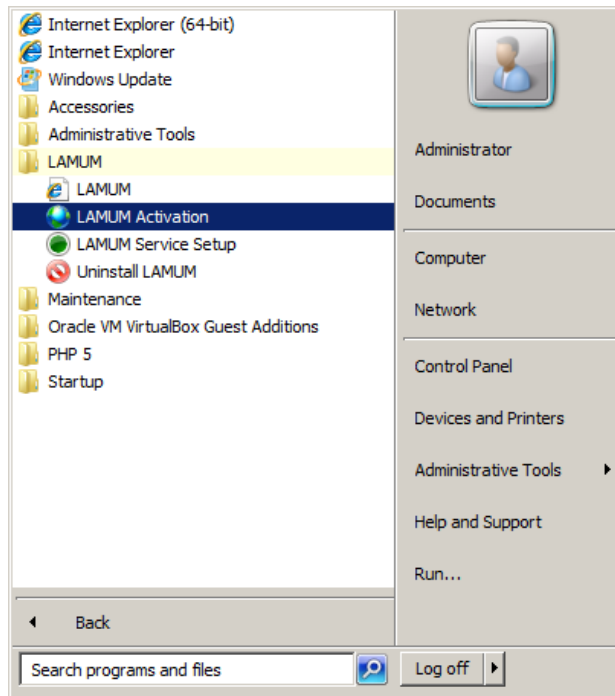 Internet Explorer (64-bit)
Internet Explorer
Windows Update
Accessories
Administrative Tools
LAMUM
LAMUM
LAMUM Activation
LAMUM Service Setup
Uninstall LAMUM
Maintenance
Oracle VM VirtualBox Guest Additions
PHP 5
Startup
Back
Search programs and files
Administrator
Documents
Computer
Network
Control Panel
Devices and Printers
Administrative Tools
Help and Support
Run...
Log off